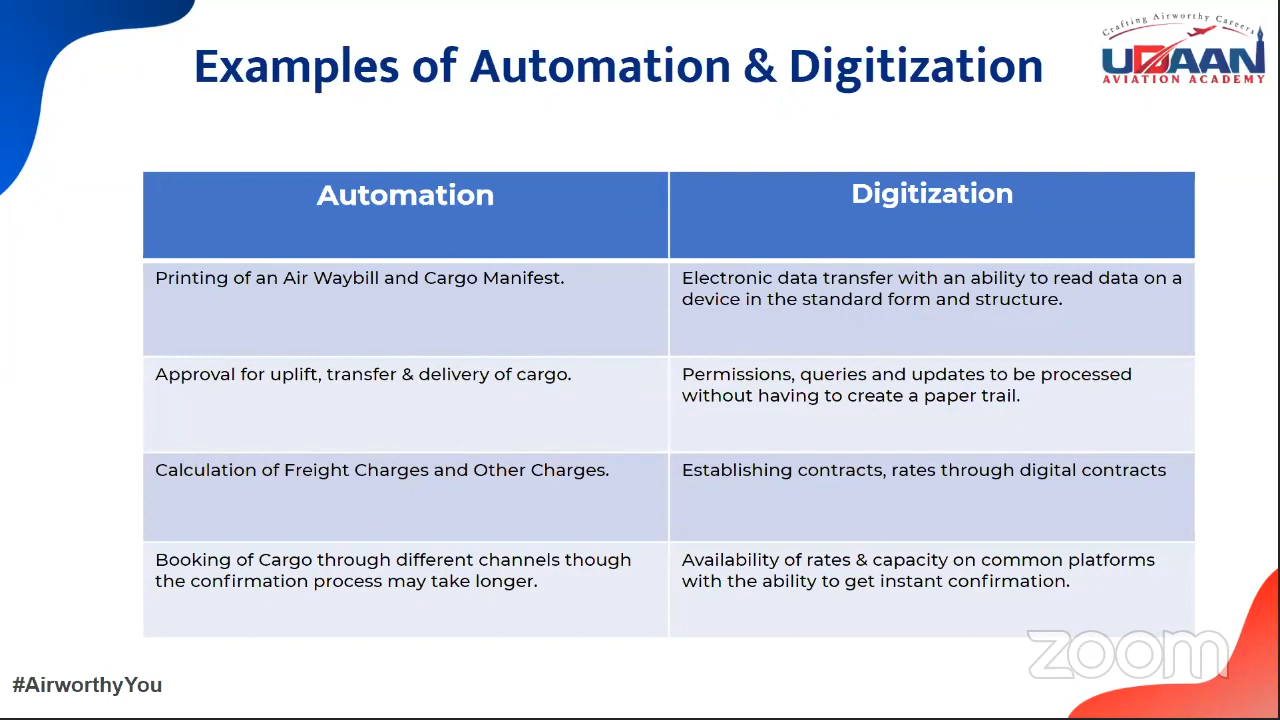 Crafting Airworthy Careers
UDAAN
AVIATION ACADEMY
Examples of Automation & Digitization
Automation
Digitization
Printing of an Air Waybill and Cargo Manifest.
Electronic data transfer with an ability to read data on a
device in the standard form and structure.
Approval for uplift, transfer & delivery of cargo.
Permissions, queries and updates to be processed
without having to create a paper trail.
Calculation of Freight Charges and Other Charges.
Establishing contracts, rates through digital contracts
Booking of Cargo through different channels though
the confirmation process may take longer.
Availability of rates & capacity on common platforms
with the ability to get instant confirmation.
zoom
#AirworthyYou